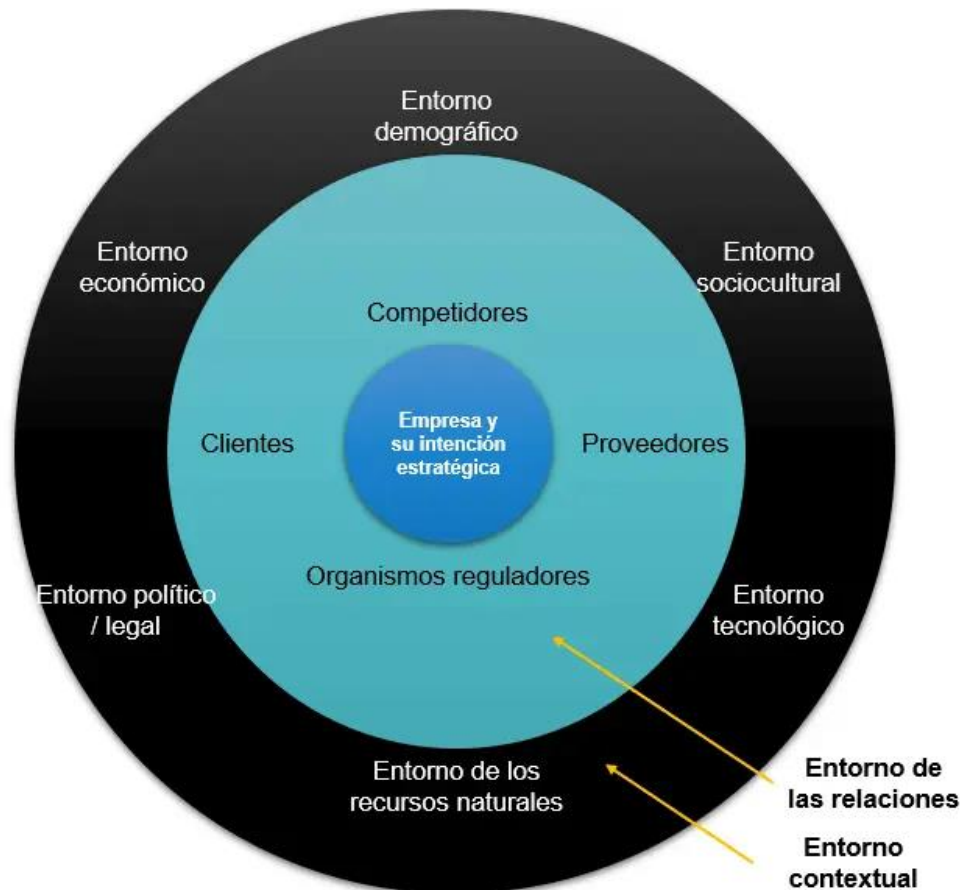 Entorno
demográfico
Entorno
económico
Entorno
sociocultural
Competidores
Empresa y
su intención
estratégica
Clientes
Proveedores
Organismos reguladores
Entorno político
/ legal
Entorno
tecnológico
Entorno de los
recursos naturales
Entorno de
las relaciones
Entorno
contextual